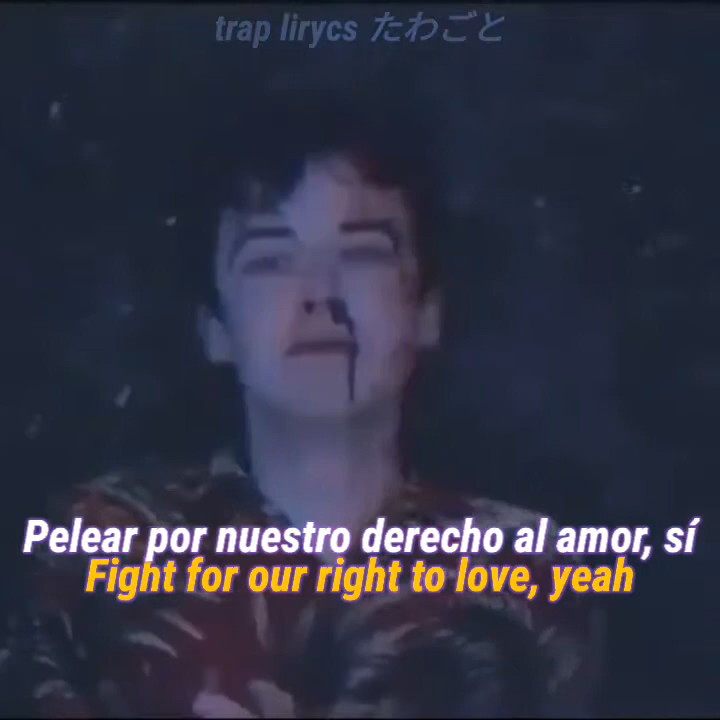 trap lirycs たわごと
Pelear por nuestro derecho al amor, sí
Fight for our right to love, yeah